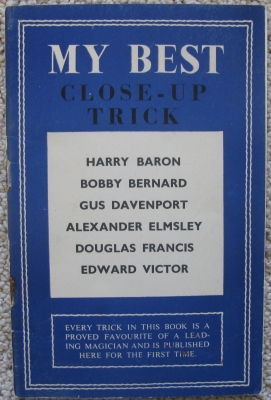 MY BEST
CLOSE-UP
TRICK
HARRY BARON
BOBBY BERNARD
GUS DAVENPORT
ALEXANDER ELMSLEY
DOUGLAS FRANCIS
EDWARD VICTOR
EVERY TRICK IN THIS BOOK IS A
PROVED FAVOURITE OF A LEAD-
ING MAGICIAN AND IS PUBLISHED
HERE FOR THE FIRST TIME.